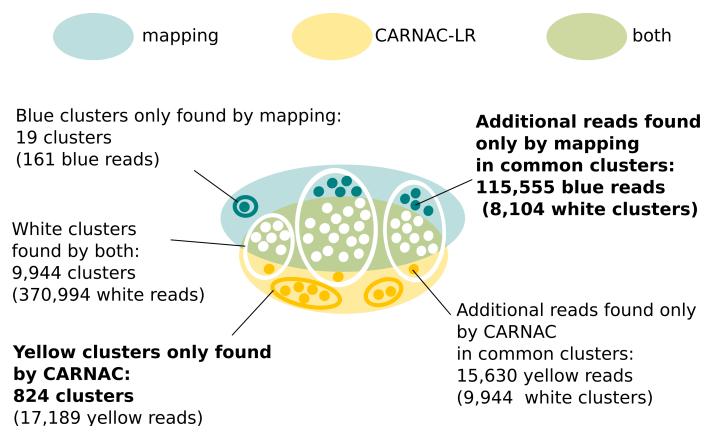 mapping
CARNAC-LR
both
Blue clusters only found by mapping:
19 clusters
(161 blue reads)
Additional reads found
only by mapping
in common clusters:
115,555 blue reads
(8,104 white clusters)
White clusters
found by both:
9,944 clusters
(370,994 white reads)
Yellow clusters only found
by CARNAC:
824 clusters
(17,189 yellow reads)
Additional reads found only
by CARNAC
in common clusters:
15,630 yellow reads
(9,944  white clusters)